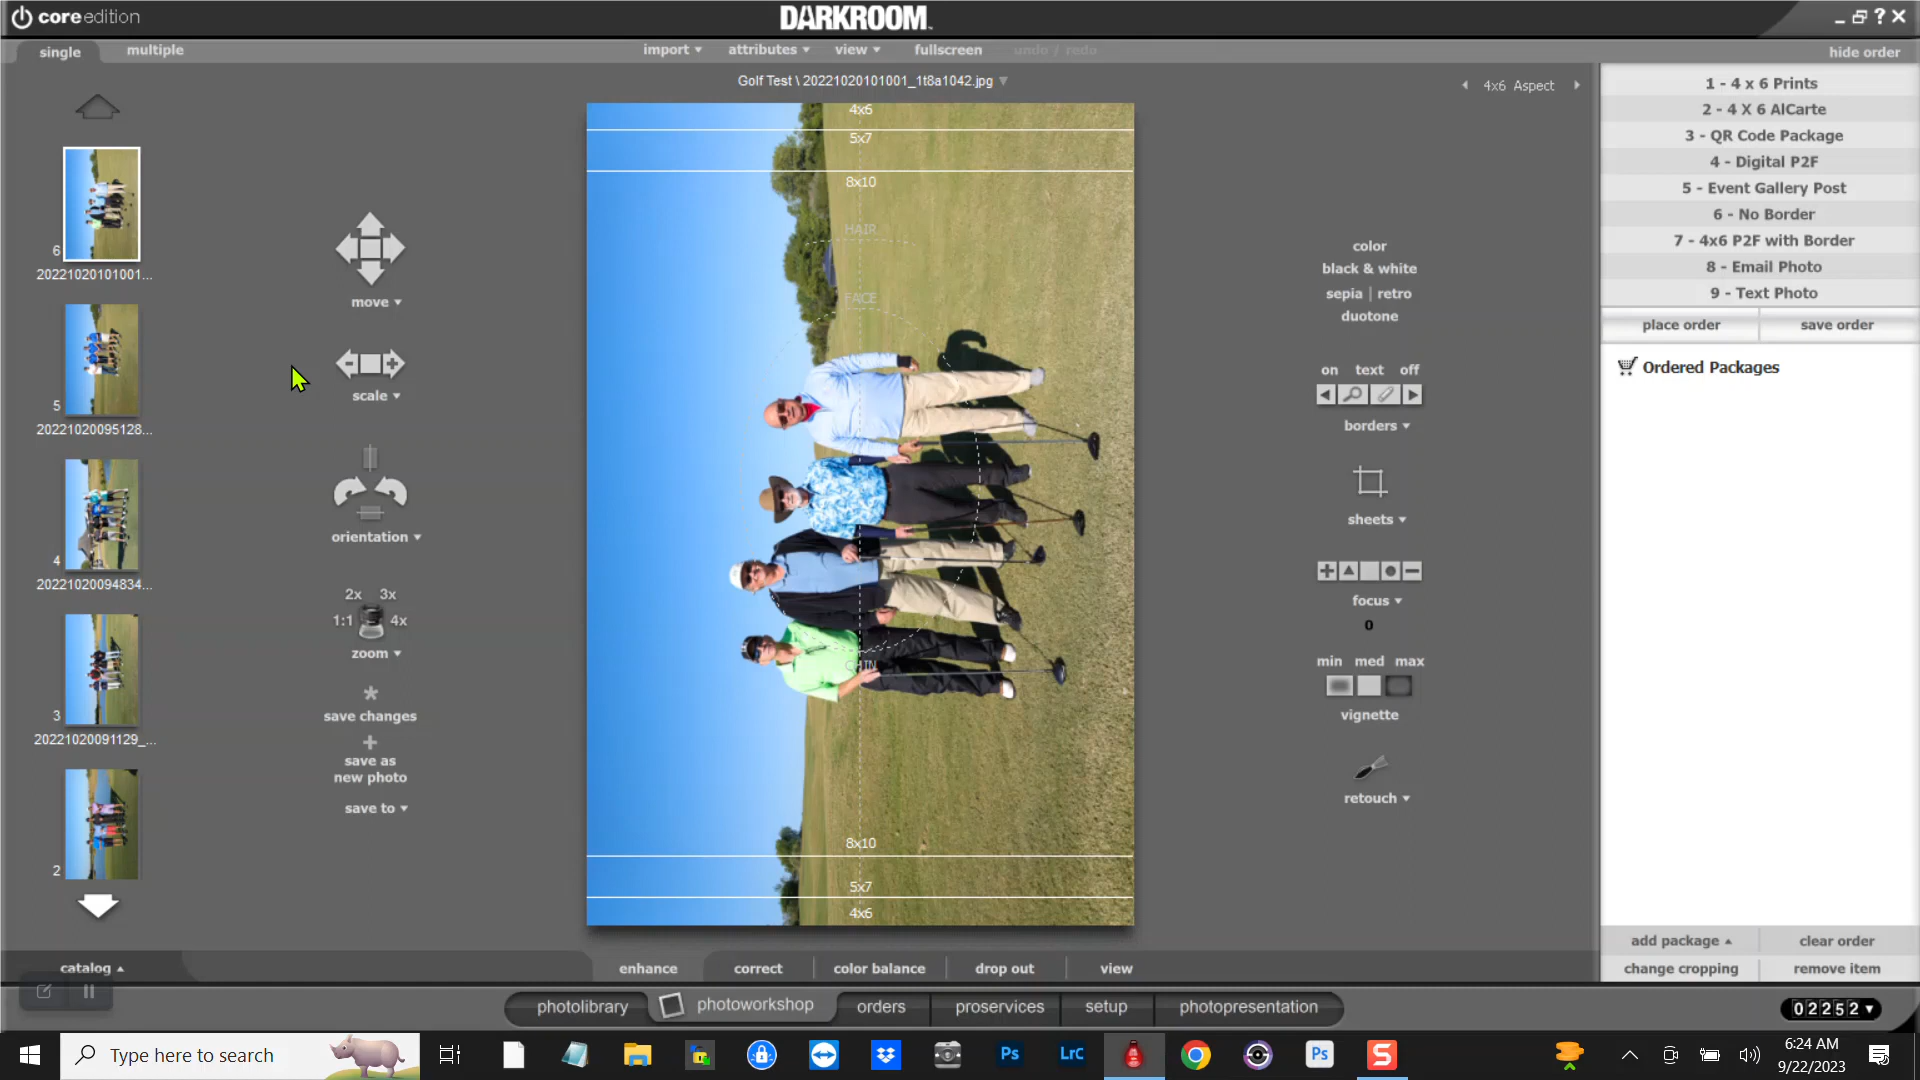 core edition
DARKROOM
single
multiple
import ▾
attributes ▾
view ▾
fullscreen
undo / redo
hide order
Golf Test \ 20221020101001_1t8a1042.jpg
4x6 Aspect
6
20221020101001...
5
20221020095128...
4
20221020094834...
3
20221020091129_...
2
move ▾
scale ▾
orientation ▾
2x 3x
1:1 4x
zoom ▾
save changes
save as
new photo
save to ▾
4x6
5x7
8x10
HAIR
FACE
CHIN
8x10
5x7
4x6
color
black & white
sepia | retro
duotone
on text off
borders ▾
sheets ▾
focus ▾
0
min med max
vignette
retouch ▾
1 - 4 x 6 Prints
2 - 4 X 6 AlCarte
3 - QR Code Package
4 - Digital P2F
5 - Event Gallery Post
6 - No Border
7 - 4x6 P2F with Border
8 - Email Photo
9 - Text Photo
place order
save order
Ordered Packages
add package ▴
clear order
change cropping
remove item
catalog ▴
enhance
correct
color balance
drop out
view
photolibrary
photoworkshop
orders
proservices
setup
photopresentation
02252 ▾
Type here to search
Ps
LrC
Ps
S
6:24 AM
9/22/2023